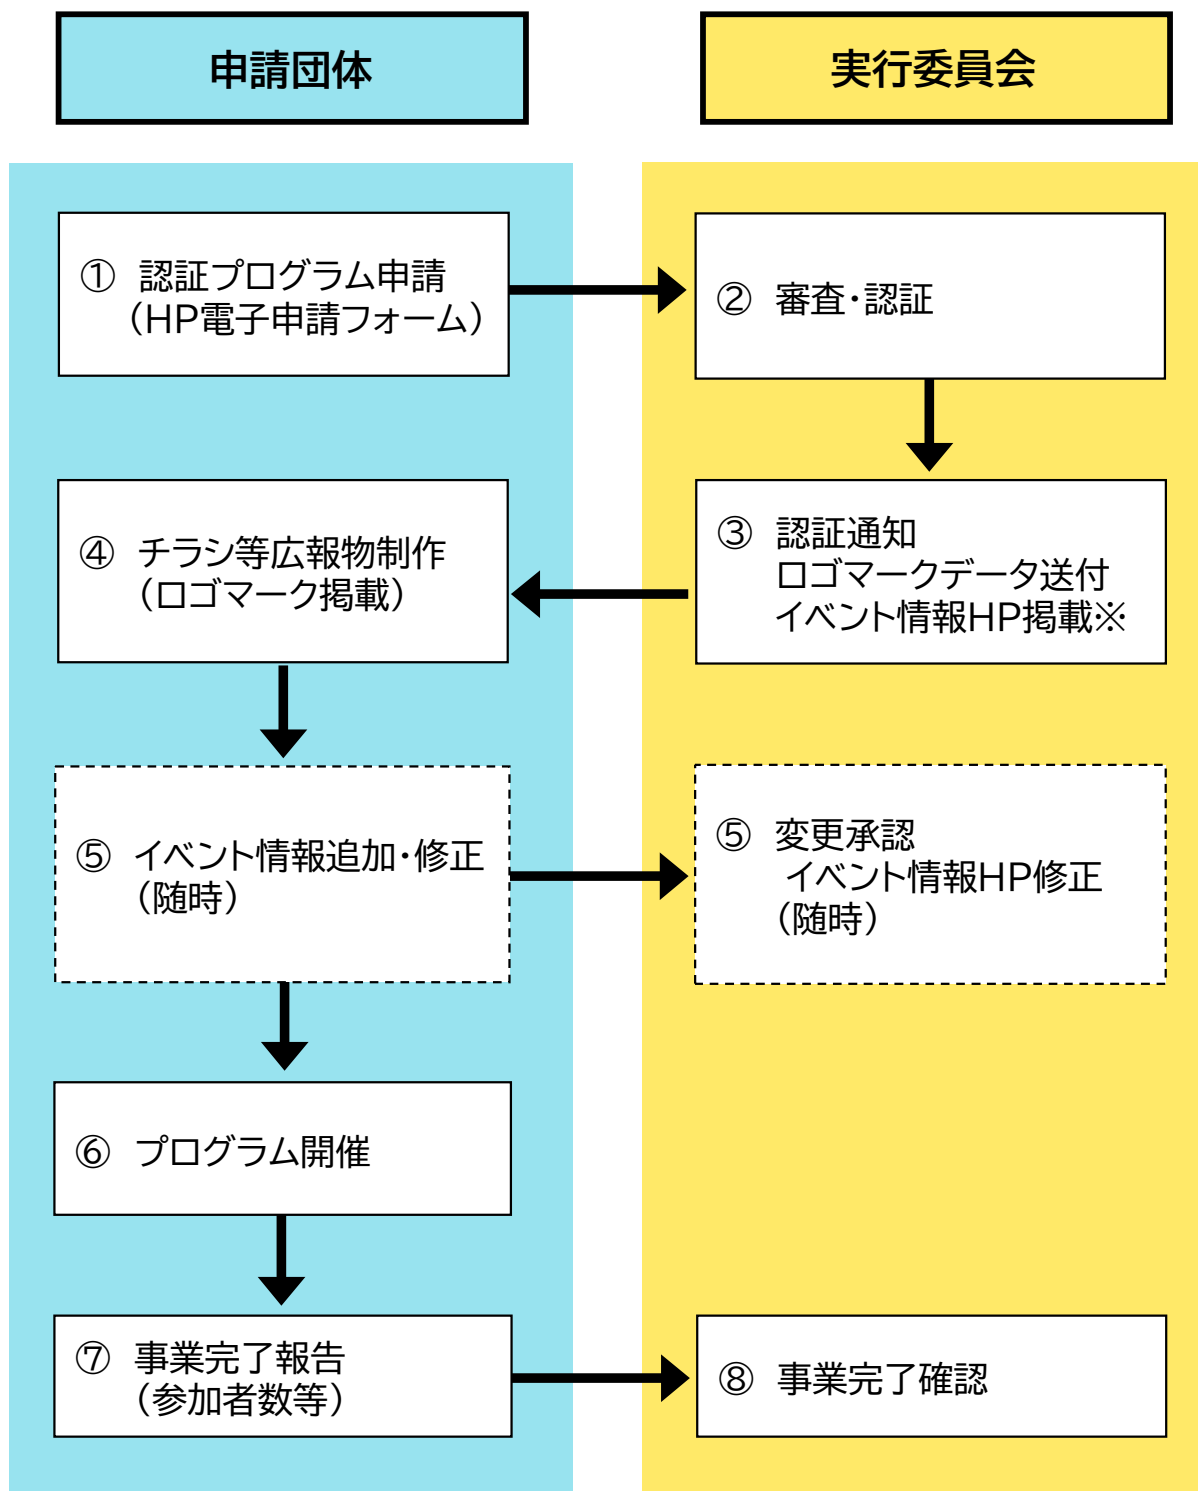 申請団体
実行委員会
① 認証プログラム申請
（HP電子申請フォーム）
② 審査・認証
③ 認証通知
ロゴマークデータ送付
イベント情報HP掲載※
④ チラシ等広報物制作
（ロゴマーク掲載）
⑤ イベント情報追加・修正
（随時）
⑤ 変更承認
イベント情報HP修正
（随時）
⑥ プログラム開催
⑦ 事業完了報告
（参加者数等）
⑧ 事業完了確認